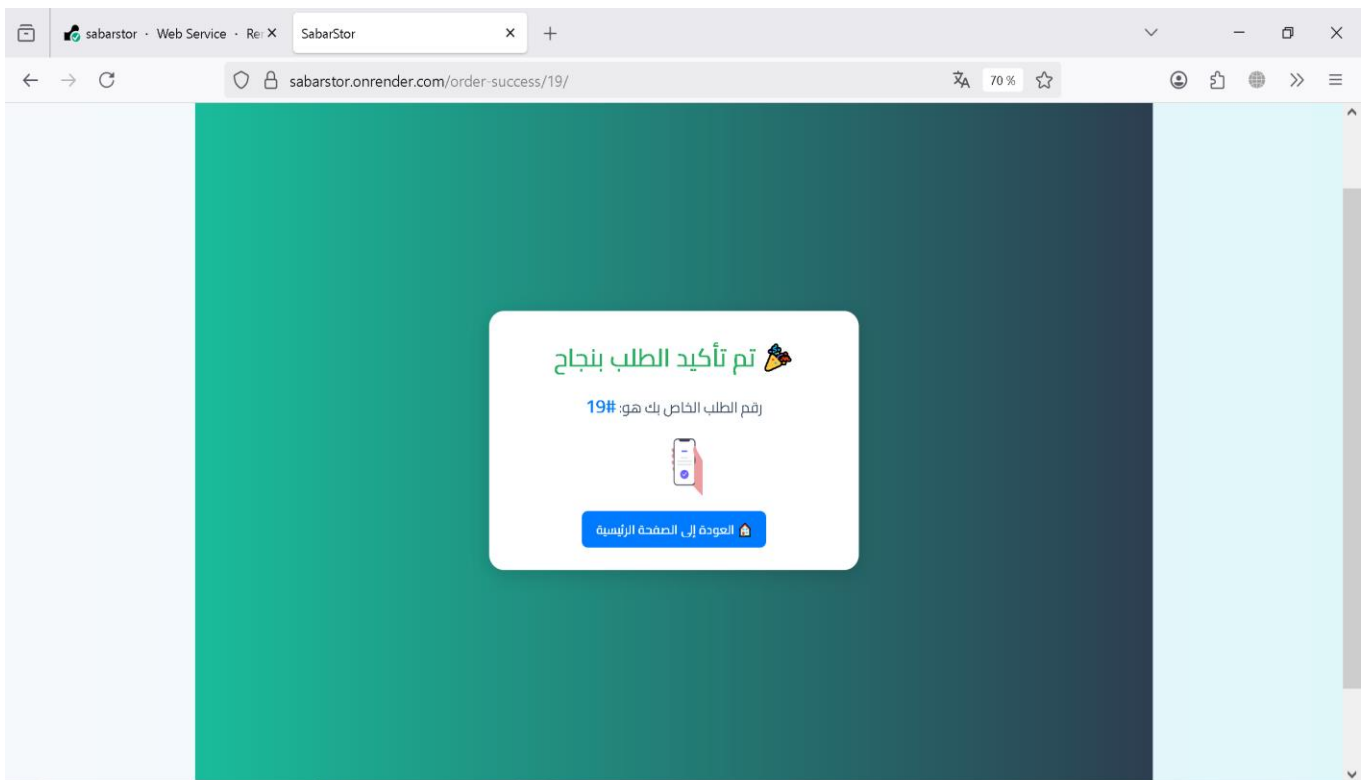 sabarstor · Web Service · Rer
SabarStor
sabarstor.onrender.com/order-success/19/
70 %
تم تأكيد الطلب بنجاح
رقم الطلب الخاص بك هو: #19
العودة إلى الصفحة الرئيسية